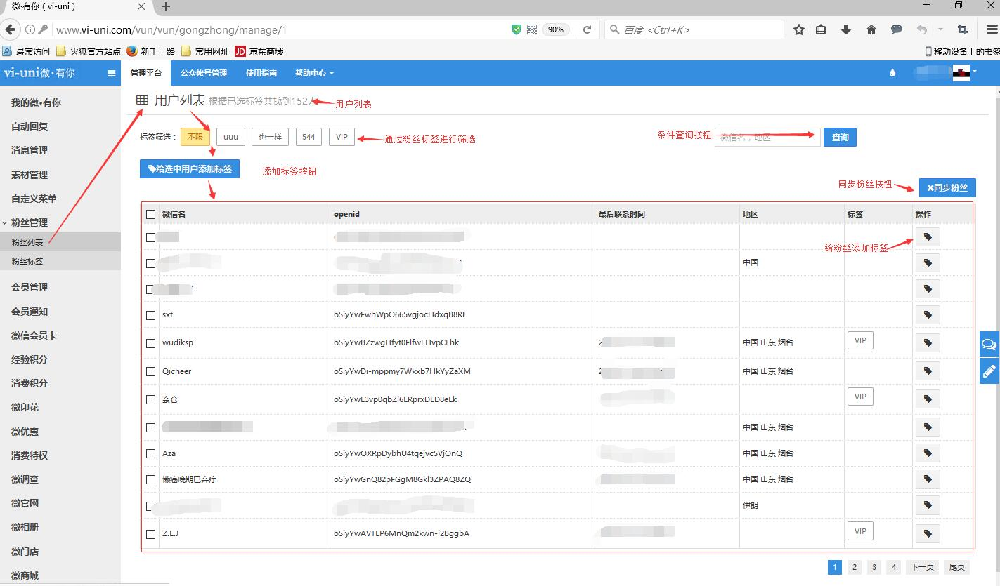 微·有你（vi-uni）
www.vi-uni.com/vun/vun/gongzhong/manage/1
90%
百度 <Ctrl+K>
最常访问 火狐官方站点 新手上路 常用网址 JD 京东商城 移动设备上的书签
vi-uni微·有你 管理平台 公众帐号管理 使用指南 帮助中心
用户列表 根据已选标签共找到152人
用户列表
标签筛选： 不限 uuu 也一样 544 VIP
通过粉丝标签进行筛选
条件查询按钮 微信名，地区 查询
给选中用户添加标签 添加标签按钮
同步粉丝按钮 同步粉丝
我的微·有你
自动回复
消息管理
素材管理
自定义菜单
粉丝管理
粉丝列表
粉丝标签
会员管理
会员通知
微信会员卡
经验积分
消费积分
微印花
微优惠
消费特权
微调查
微官网
微相册
微门店
微商城
微信名 openid 最后联系时间 地区 标签 操作
给粉丝添加标签
中国
sxt oSiyYwFwhWpO665vgjocHdxqB8RE
wudiksp oSiyYwBZzwgHfyt0FlfwLHvpCLhk 2 中国 山东 烟台 VIP
Qicheer oSiyYwDi-mppmy7Wkxb7HkYyZaXM 2 中国 山东 烟台
奈仓 oSiyYwL3vp0qbZi6LRprxDLD8eLk VIP
中国 山东 烟台
Aza oSiyYwOXRpDybhU4tqejvcSVjOnQ 中国 山东 烟台
懒癌晚期已弃疗 oSiyYwGnQ82pFGgM8Gkl3ZPAQ8ZQ 中国 山东 烟台
伊朗
Z.L.J oSiyYwAVTLP6MnQm2kwn-i2BggbA VIP
1 2 3 4 下一页 尾页